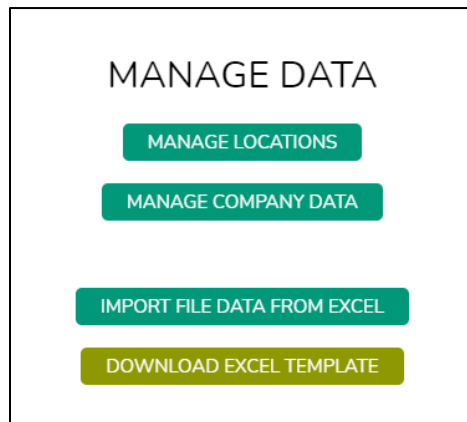 MANAGE DATA
MANAGE LOCATIONS
MANAGE COMPANY DATA
IMPORT FILE DATA FROM EXCEL
DOWNLOAD EXCEL TEMPLATE